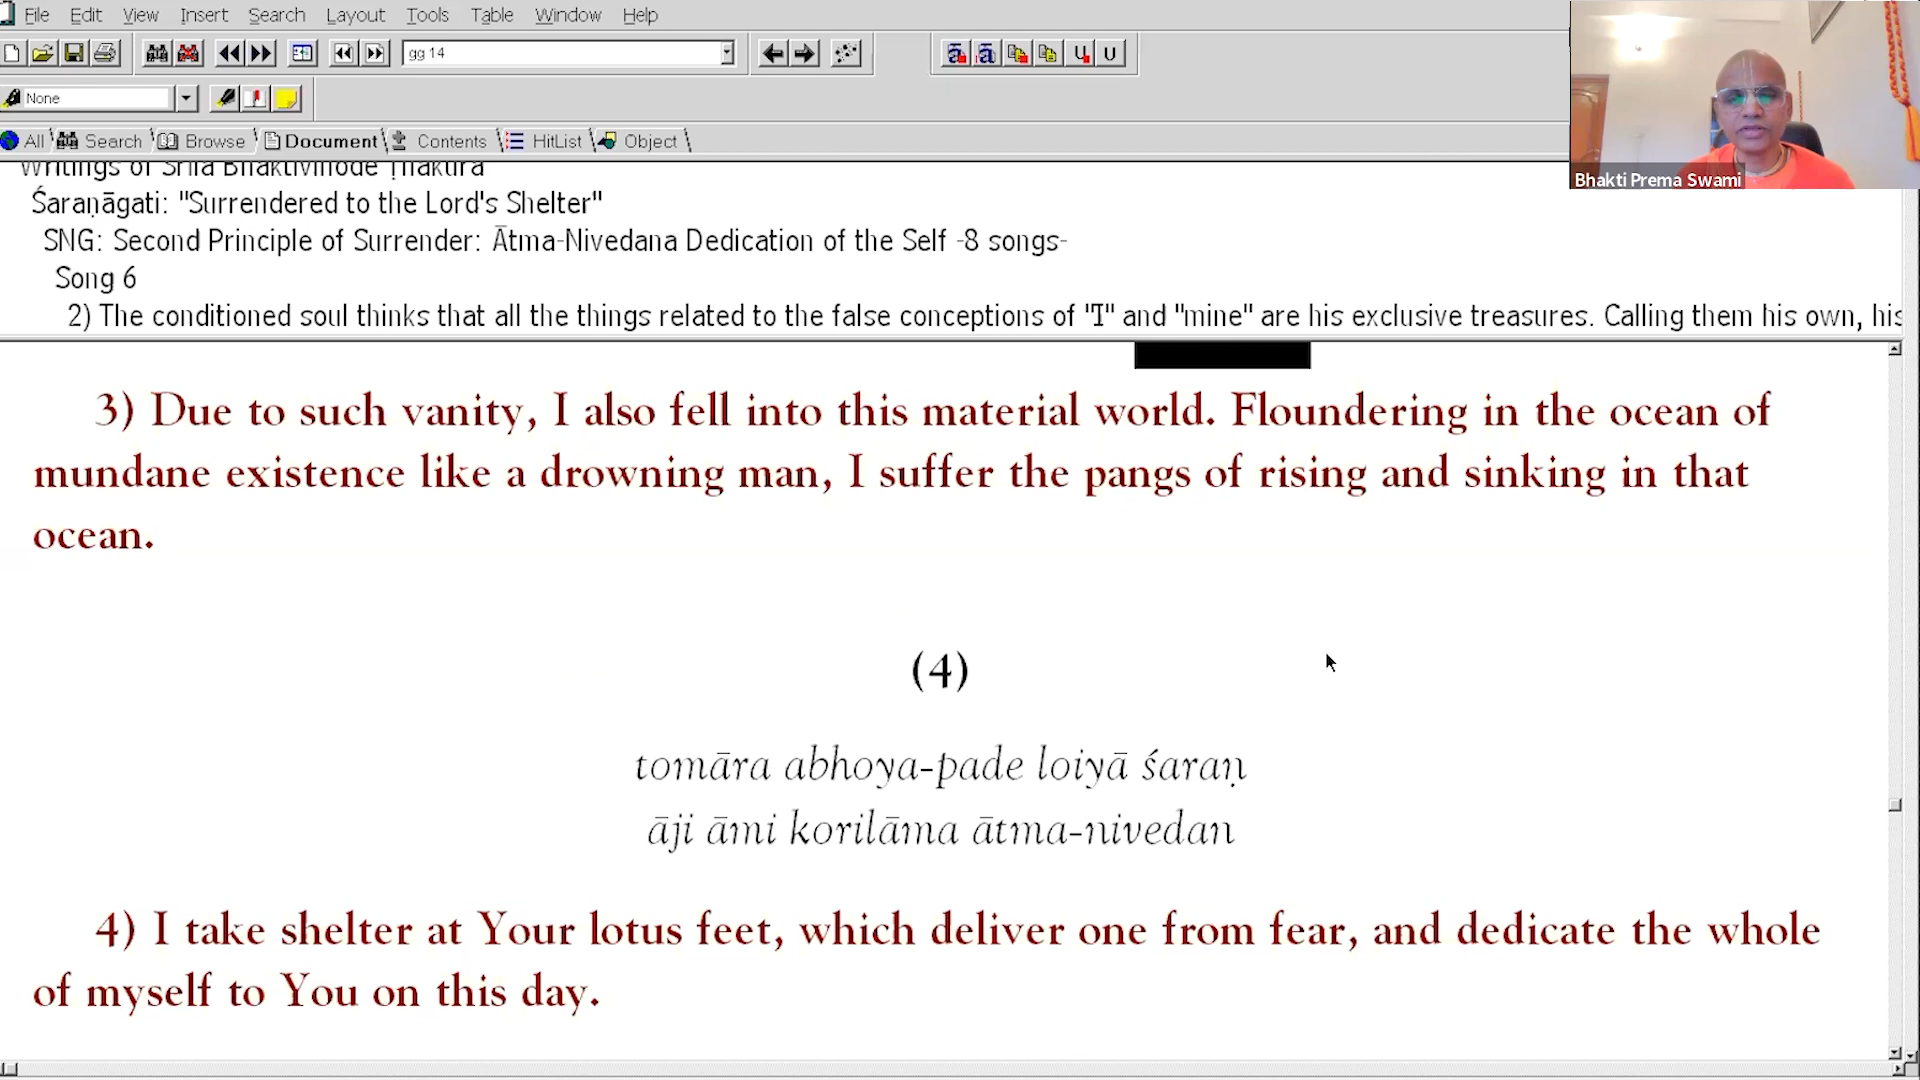 File Edit View Insert Search Layout Tools Table Window Help
gg 14
None
All Search Browse Document Contents HitList Object
Bhakti Prema Swami
Writings of Srila Bhaktivinode Ṭhākura
Śaraṇāgati: "Surrendered to the Lord's Shelter"
SNG: Second Principle of Surrender: Ātma-Nivedana Dedication of the Self -8 songs-
Song 6
2) The conditioned soul thinks that all the things related to the false conceptions of "I" and "mine" are his exclusive treasures. Calling them his own, his
3) Due to such vanity, I also fell into this material world. Floundering in the ocean of
mundane existence like a drowning man, I suffer the pangs of rising and sinking in that
ocean.
(4)
tomāra abhoya-pade loiyā śaraṇ
āji āmi korilāma ātma-nivedan
4) I take shelter at Your lotus feet, which deliver one from fear, and dedicate the whole
of myself to You on this day.